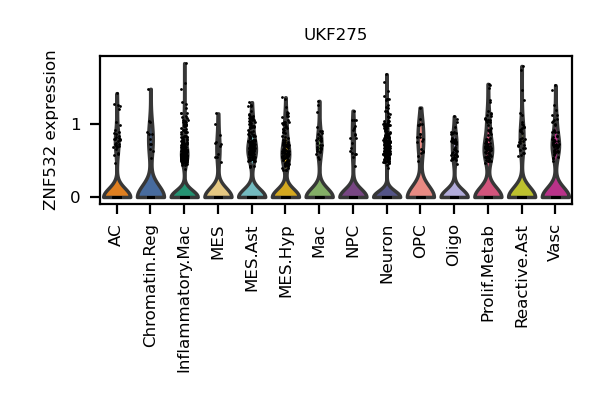 UKF275
ZNF532 expression
1
0
AC
Chromatin.Reg
Inflammatory.Mac
MES
MES.Ast
MES.Hyp
Mac
NPC
Neuron
OPC
Oligo
Prolif.Metab
Reactive.Ast
Vasc